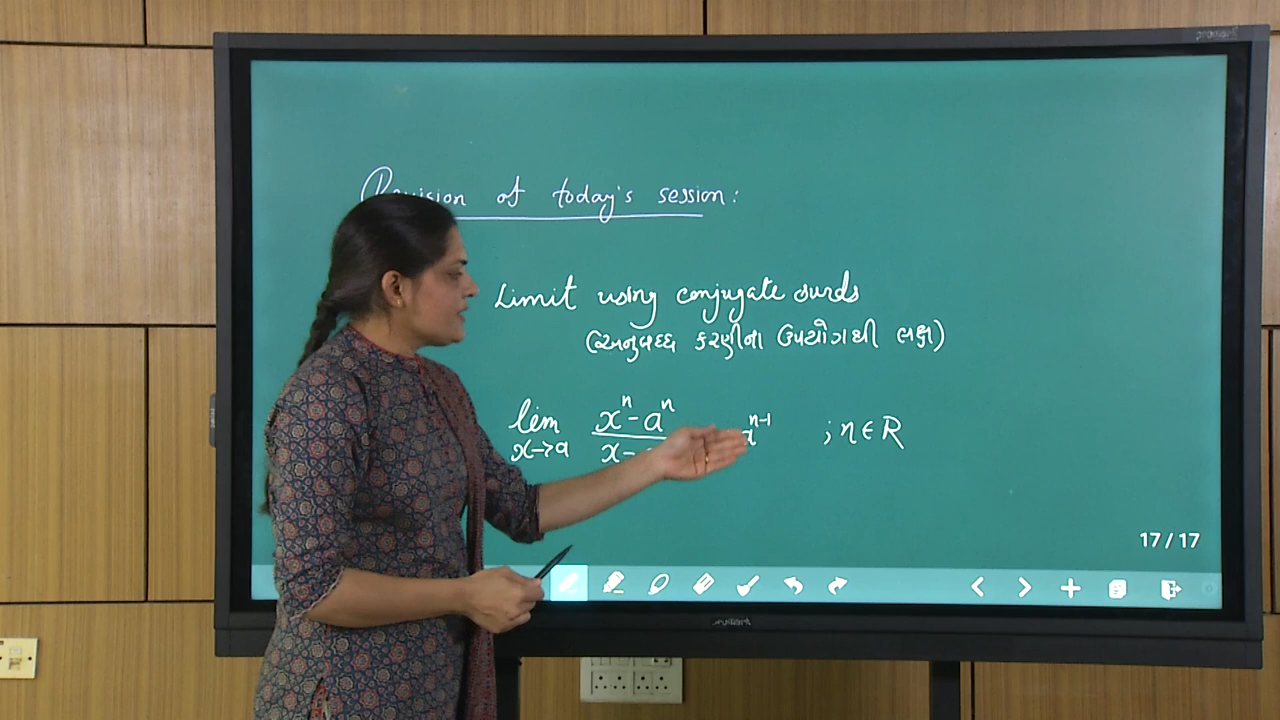 Revision of today's session:
Limit using conjugate surds
(અનુબદ્ધ કરણીના ઉપયોગથી લક્ષ)
lim x→a x^n - a^n / x - a^n-1 ; n ∈ R
17/17